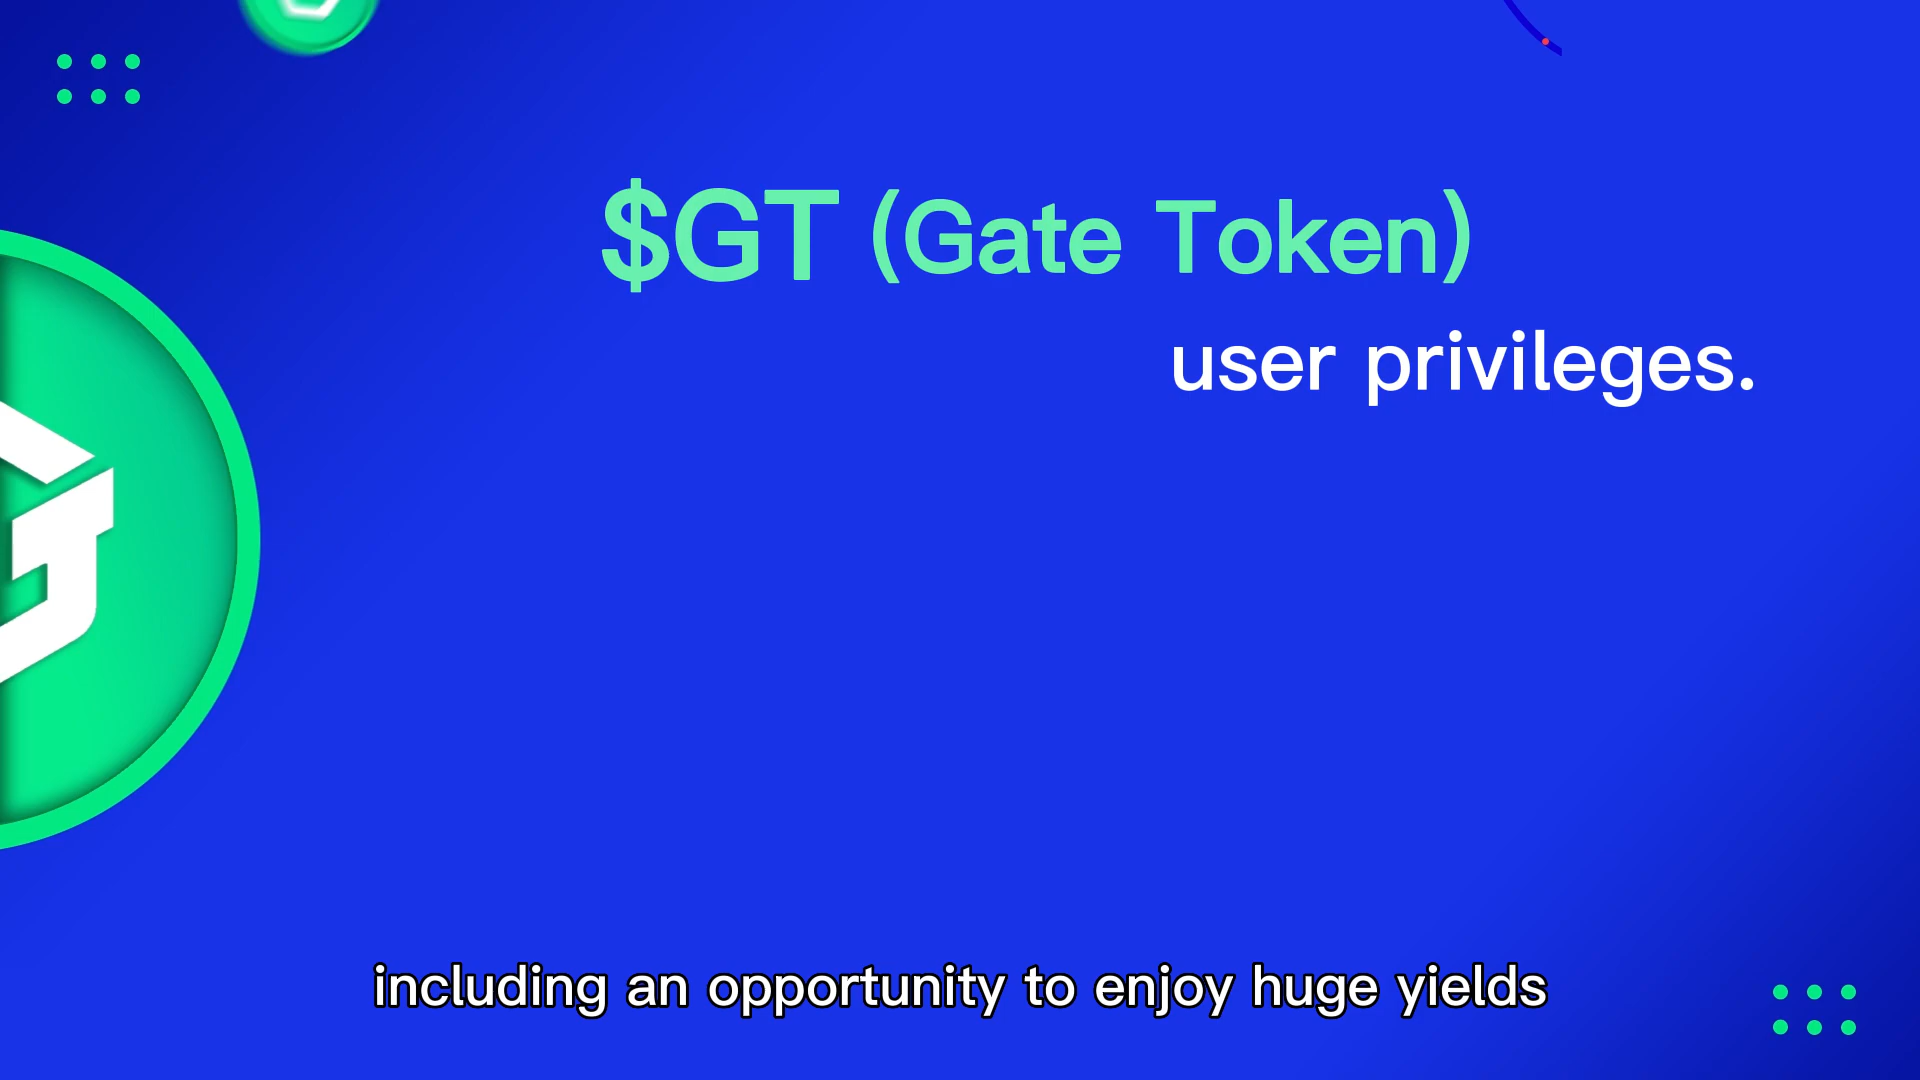 $GT (Gate Token)
user privileges.
including an opportunity to enjoy huge yields